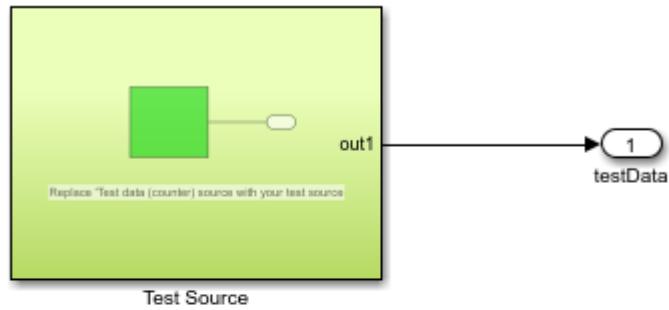 out1
1
testData
Replace 'Test data (counter) source with your test source
Test Source